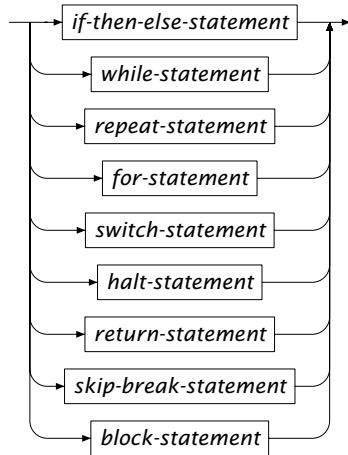 if-then-else-statement
while-statement
repeat-statement
for-statement
switch-statement
halt-statement
return-statement
skip-break-statement
block-statement